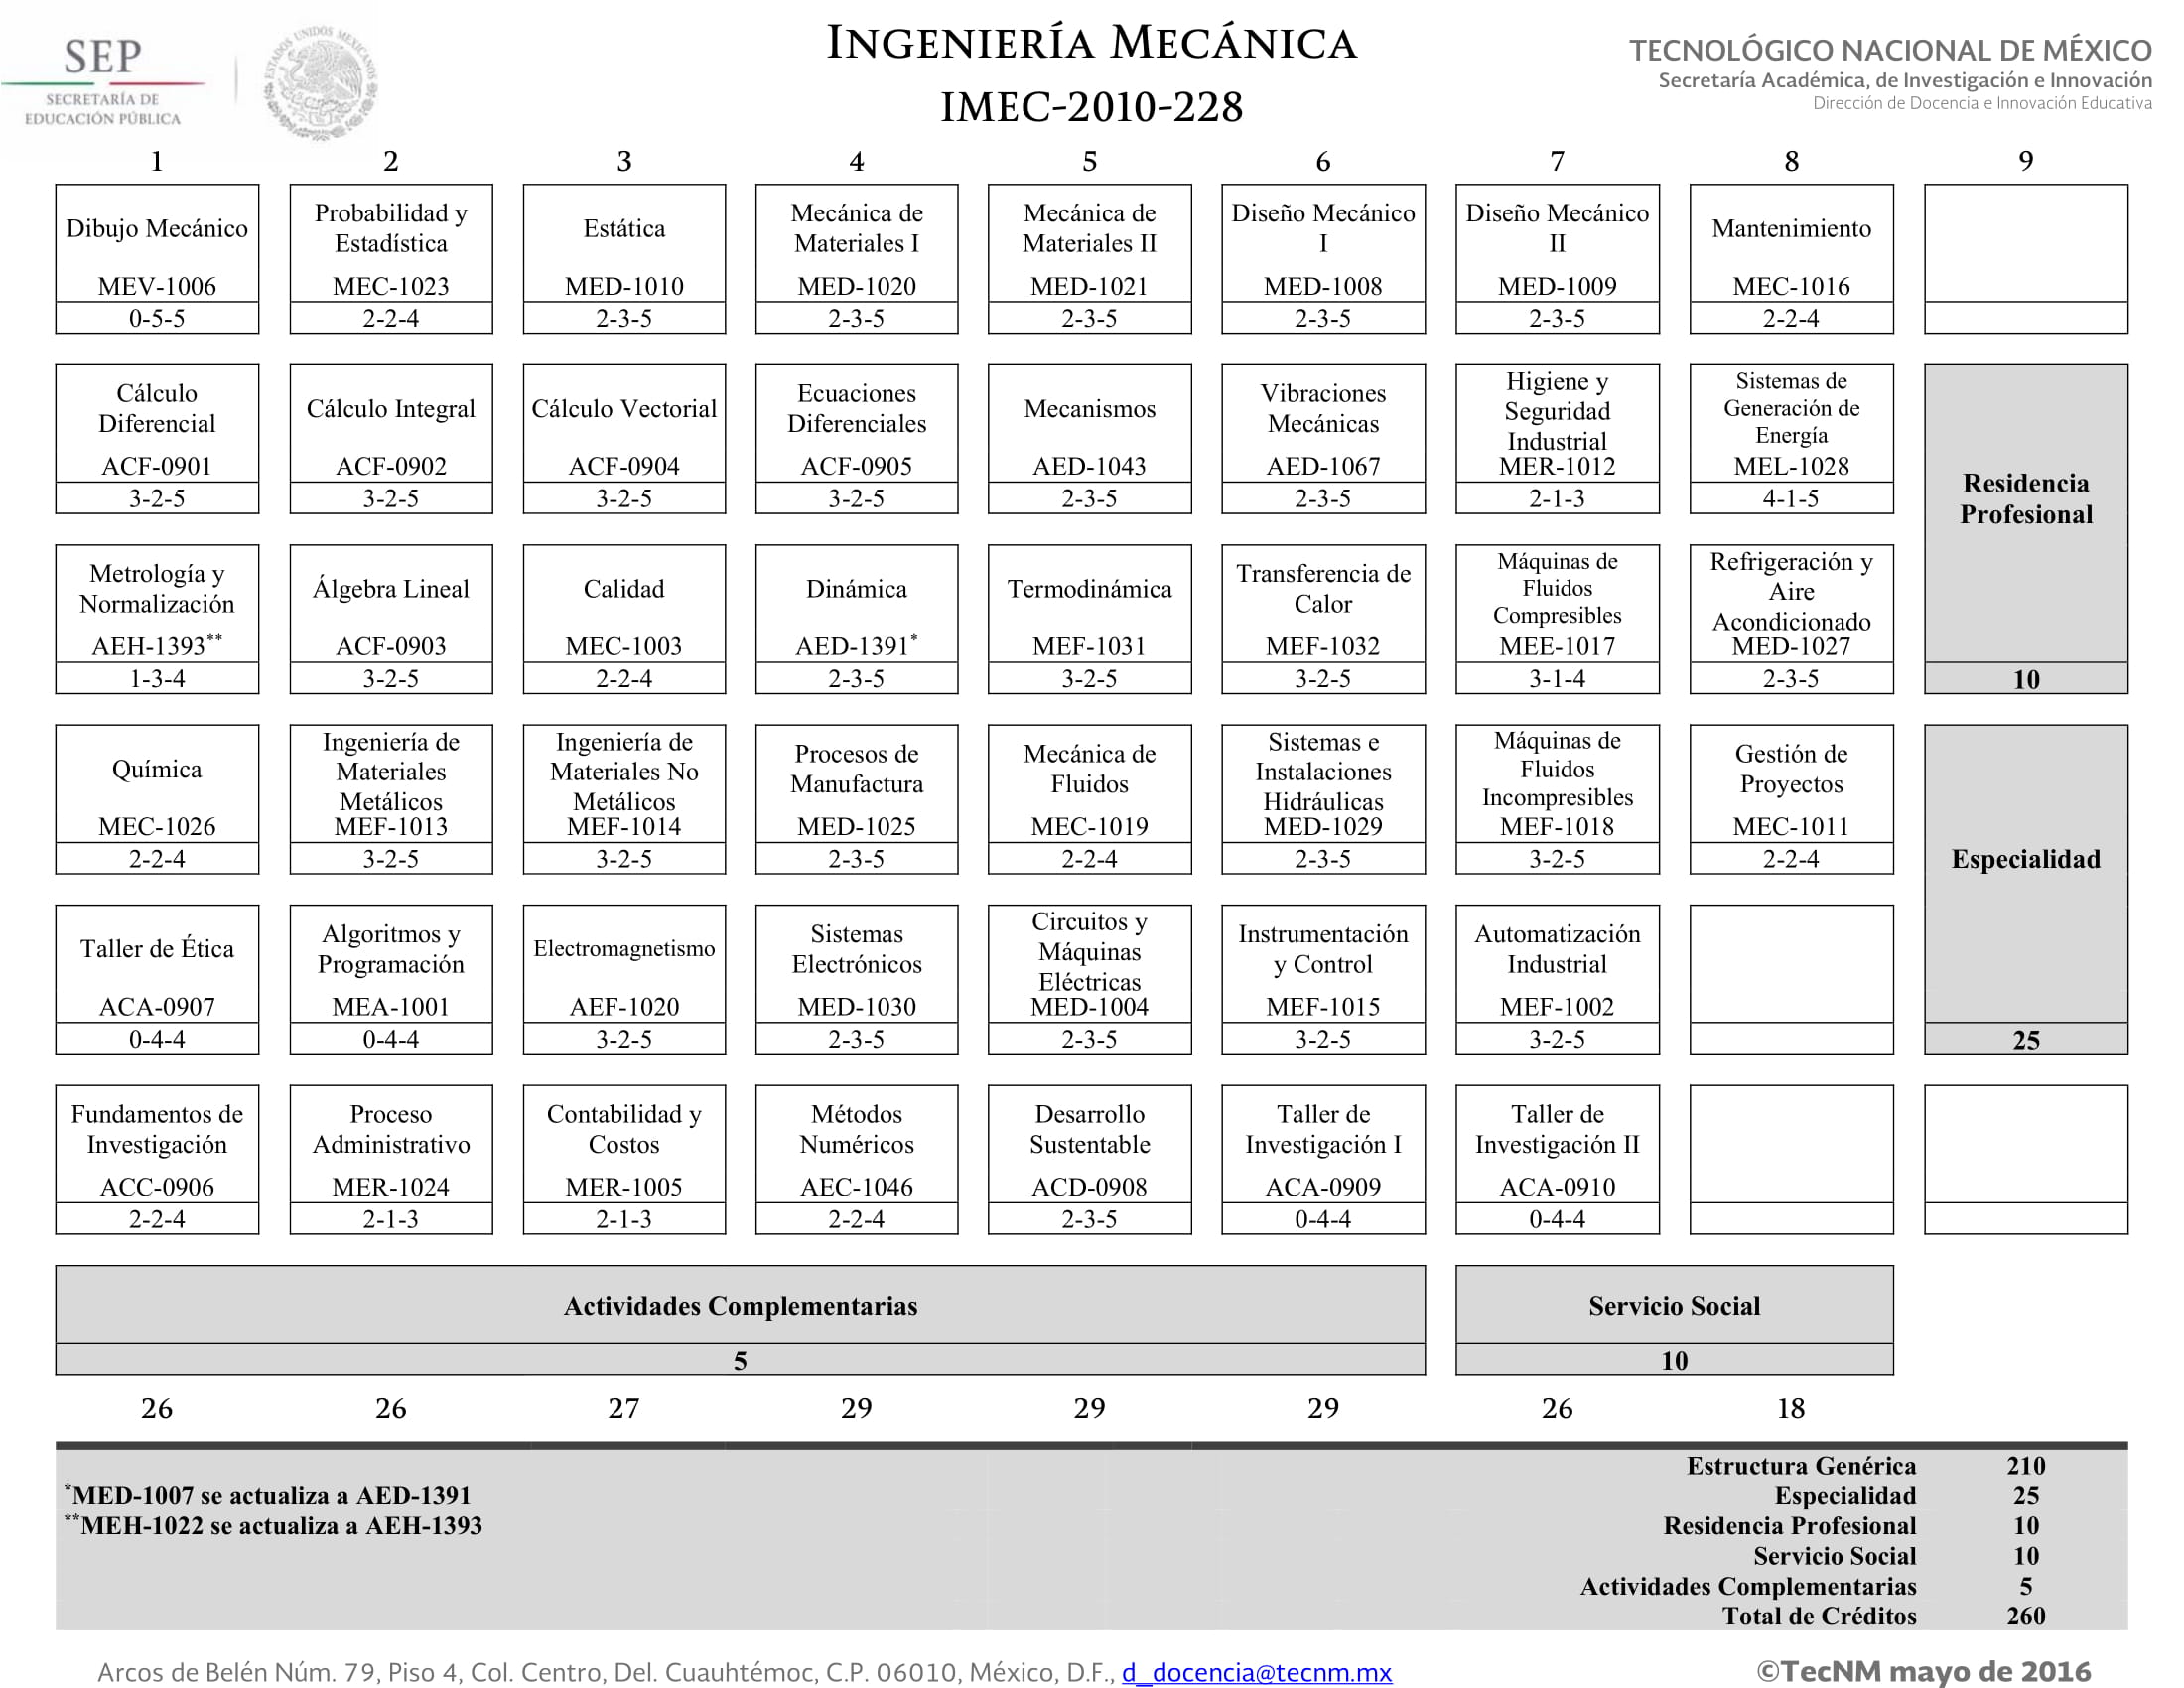 SEP
SECRETARÍA DE
EDUCACIÓN PÚBLICA
ESTADOS UNIDOS MEXICANOS
INGENIERÍA MECÁNICA
IMEC-2010-228
TECNOLÓGICO NACIONAL DE MÉXICO
Secretaría Académica, de Investigación e Innovación
Dirección de Docencia e Innovación Educativa
1 2 3 4 5 6 7 8 9
Dibujo Mecánico
MEV-1006
0-5-5
Probabilidad y
Estadística
MEC-1023
2-2-4
Estática
MED-1010
2-3-5
Mecánica de
Materiales I
MED-1020
2-3-5
Mecánica de
Materiales II
MED-1021
2-3-5
Diseño Mecánico
I
MED-1008
2-3-5
Diseño Mecánico
II
MED-1009
2-3-5
Mantenimiento
MEC-1016
2-2-4
Cálculo
Diferencial
ACF-0901
3-2-5
Cálculo Integral
ACF-0902
3-2-5
Cálculo Vectorial
ACF-0904
3-2-5
Ecuaciones
Diferenciales
ACF-0905
3-2-5
Mecanismos
AED-1043
2-3-5
Vibraciones
Mecánicas
AED-1067
2-3-5
Higiene y
Seguridad
Industrial
MER-1012
2-1-3
Sistemas de
Generación de
Energía
MEL-1028
4-1-5
Residencia
Profesional
10
Metrología y
Normalización
AEH-1393**
1-3-4
Álgebra Lineal
ACF-0903
3-2-5
Calidad
MEC-1003
2-2-4
Dinámica
AED-1391*
2-3-5
Termodinámica
MEF-1031
3-2-5
Transferencia de
Calor
MEF-1032
3-2-5
Máquinas de
Fluidos
Compresibles
MEE-1017
3-1-4
Refrigeración y
Aire
Acondicionado
MED-1027
2-3-5
Química
MEC-1026
2-2-4
Ingeniería de
Materiales
Metálicos
MEF-1013
3-2-5
Ingeniería de
Materiales No
Metálicos
MEF-1014
3-2-5
Procesos de
Manufactura
MED-1025
2-3-5
Mecánica de
Fluidos
MEC-1019
2-2-4
Sistemas e
Instalaciones
Hidráulicas
MED-1029
2-3-5
Máquinas de
Fluidos
Incompresibles
MEF-1018
3-2-5
Gestión de
Proyectos
MEC-1011
2-2-4
Especialidad
25
Taller de Ética
ACA-0907
0-4-4
Algoritmos y
Programación
MEA-1001
0-4-4
Electromagnetismo
AEF-1020
3-2-5
Sistemas
Electrónicos
MED-1030
2-3-5
Circuitos y
Máquinas
Eléctricas
MED-1004
2-3-5
Instrumentación
y Control
MEF-1015
3-2-5
Automatización
Industrial
MEF-1002
3-2-5
Fundamentos de
Investigación
ACC-0906
2-2-4
Proceso
Administrativo
MER-1024
2-1-3
Contabilidad y
Costos
MER-1005
2-1-3
Métodos
Numéricos
AEC-1046
2-2-4
Desarrollo
Sustentable
ACD-0908
2-3-5
Taller de
Investigación I
ACA-0909
0-4-4
Taller de
Investigación II
ACA-0910
0-4-4
Actividades Complementarias
5
Servicio Social
10
26 26 27 29 29 29 26 18
*MED-1007 se actualiza a AED-1391
**MEH-1022 se actualiza a AEH-1393
Estructura Genérica 210
Especialidad 25
Residencia Profesional 10
Servicio Social 10
Actividades Complementarias 5
Total de Créditos 260
Arcos de Belén Núm. 79, Piso 4, Col. Centro, Del. Cuauhtémoc, C.P. 06010, México, D.F., d_docencia@tecnm.mx
©TecNM mayo de 2016